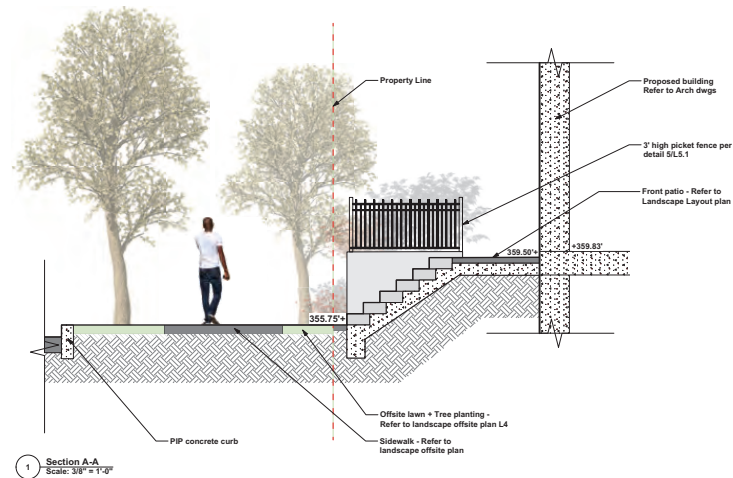 Property Line
Proposed building
Refer to Arch dwgs
3' high picket fence per
detail 5/L5.1
Front patio - Refer to
Landscape Layout plan
359.50'+
+359.83'
355.75'+
Offsite lawn + Tree planting -
Refer to landscape offsite plan L4
PIP concrete curb
Sidewalk - Refer to
landscape offsite plan
1
Section A-A
Scale: 3/8" = 1'-0"